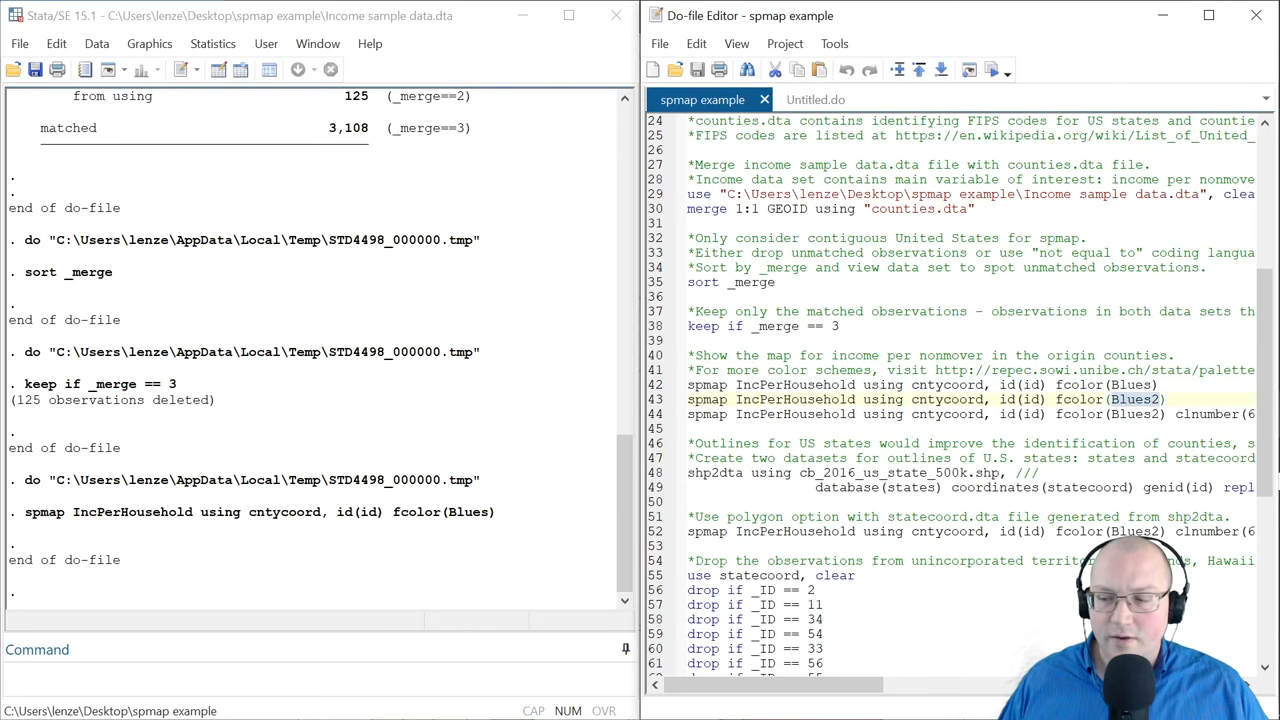 Stata/SE 15.1 - C:\Users\lenze\Desktop\spmap example\Income sample data.dta
File Edit Data Graphics Statistics User Window Help
from using 125 (_merge==2)
matched 3,108 (_merge==3)
.
.
end of do-file
. do "C:\Users\lenze\AppData\Local\Temp\STD4498_000000.tmp"
. sort _merge
.
end of do-file
. do "C:\Users\lenze\AppData\Local\Temp\STD4498_000000.tmp"
. keep if _merge == 3
(125 observations deleted)
.
end of do-file
. do "C:\Users\lenze\AppData\Local\Temp\STD4498_000000.tmp"
. spmap IncPerHousehold using cntycoord, id(id) fcolor(Blues)
.
end of do-file
.
Command
C:\Users\lenze\Desktop\spmap example CAP NUM OVR
Do-file Editor - spmap example
File Edit View Project Tools
spmap example Untitled.do
24 *counties.dta contains identifying FIPS codes for US states and countie
25 *FIPS codes are listed at https://en.wikipedia.org/wiki/List_of_United_
26
27 *Merge income sample data.dta file with counties.dta file.
28 *Income data set contains main variable of interest: income per nonmove
29 use "C:\Users\lenze\Desktop\spmap example\Income sample data.dta", clea
30 merge 1:1 GEOID using "counties.dta"
31
32 *Only consider contiguous United States for spmap.
33 *Either drop unmatched observations or use "not equal to" coding langua
34 *Sort by _merge and view data set to spot unmatched observations.
35 sort _merge
36
37 *Keep only the matched observations - observations in both data sets th
38 keep if _merge == 3
39
40 *Show the map for income per nonmover in the origin counties.
41 *For more color schemes, visit http://repec.sowi.unibe.ch/stata/palette
42 spmap IncPerHousehold using cntycoord, id(id) fcolor(Blues)
43 spmap IncPerHousehold using cntycoord, id(id) fcolor(Blues2)
44 spmap IncPerHousehold using cntycoord, id(id) fcolor(Blues2) clnumber(6
45
46 *Outlines for US states would improve the identification of counties, s
47 *Create two datasets for outlines of U.S. states: states and statecoord
48 shp2dta using cb_2016_us_state_500k.shp, ///
49 database(states) coordinates(statecoord) genid(id) repl
50
51 *Use polygon option with statecoord.dta file generated from shp2dta.
52 spmap IncPerHousehold using cntycoord, id(id) fcolor(Blues2) clnumber(6
53
54 *Drop the observations from unincorporated territ Hawaii
55 use statecoord, clear
56 drop if _ID == 2
57 drop if _ID == 11
58 drop if _ID == 34
59 drop if _ID == 54
60 drop if _ID == 33
61 drop if _ID == 56